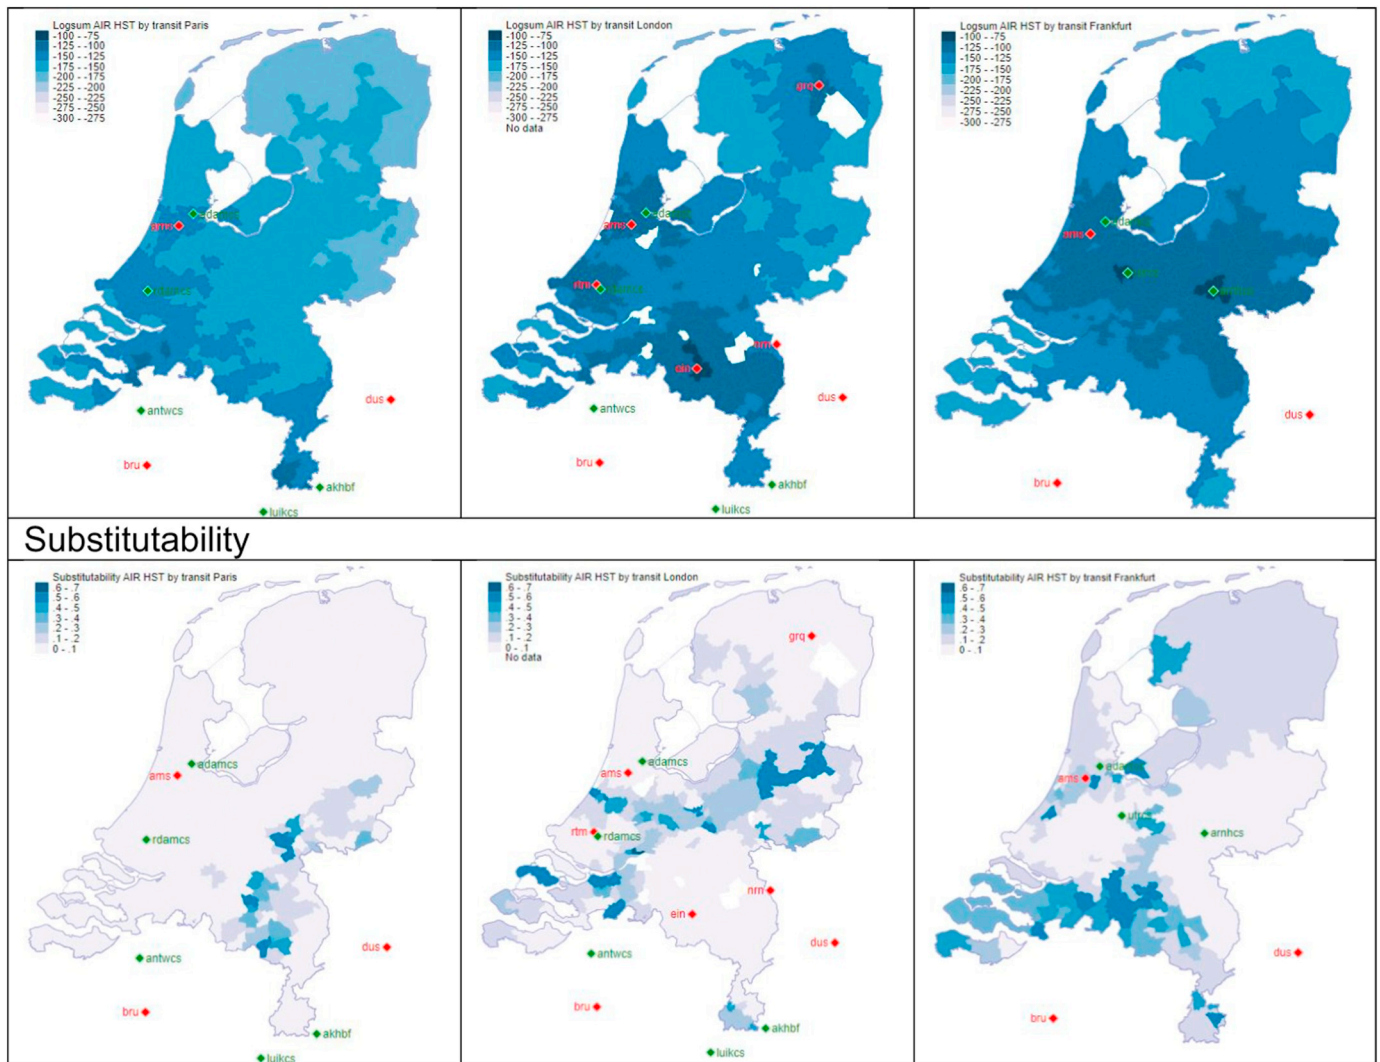 Logsum AIR HST by transit Paris
-100 - -75
-125 - -100
-150 - -125
-175 - -150
-200 - -175
-225 - -200
-250 - -225
-275 - -250
-300 - -275
ams
rdamcs
antwcs
dus
bru
akhbf
luikcs
Logsum AIR HST by transit London
-100 - -75
-125 - -100
-150 - -125
-175 - -150
-200 - -175
-225 - -200
-250 - -225
-275 - -250
-300 - -275
No data
grq
adamcs
ams
rtm
rdamcs
nrn
ein
antwcs
dus
bru
akhbf
luikcs
Logsum AIR HST by transit Frankfurt
-100 - -75
-125 - -100
-150 - -125
-175 - -150
-200 - -175
-225 - -200
-250 - -225
-275 - -250
-300 - -275
ams
dus
bru
Substitutability
Substitutability AIR HST by transit Paris
.6 - .7
.5 - .6
.4 - .5
.3 - .4
.2 - .3
.1 - .2
0 - .1
adamcs
ams
rdamcs
antwcs
dus
bru
akhbf
luikcs
Substitutability AIR HST by transit London
.6 - .7
.5 - .6
.4 - .5
.3 - .4
.2 - .3
.1 - .2
0 - .1
No data
grq
adamcs
ams
rtm
rdamcs
nrn
ein
antwcs
dus
bru
akhbf
luikcs
Substitutability AIR HST by transit Frankfurt
.6 - .7
.5 - .6
.4 - .5
.3 - .4
.2 - .3
.1 - .2
0 - .1
ams
utrcs
arnhcs
dus
bru